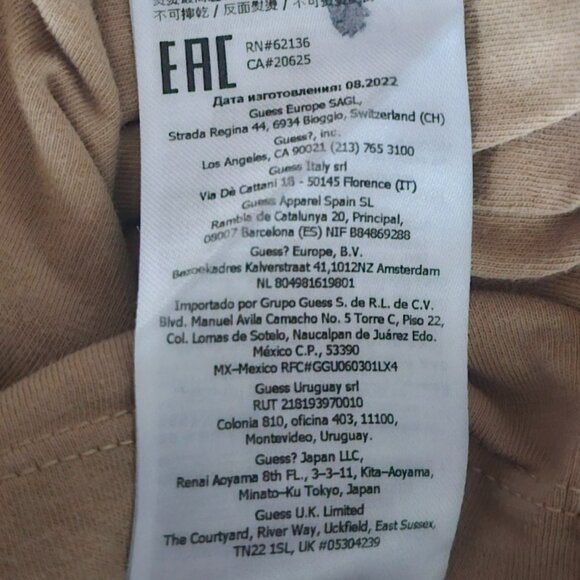 不可擰乾 / 反面熨燙 / 不可
EAC
RN#62136
CA#20625
Дата изготовления: 08.2022
Guess Europe SAGL,
Strada Regina 44, 6934 Bioggio, Switzerland (CH)
Guess?, inc.
Los Angeles, CA 90021 (213) 765 3100
Guess Italy srl
Via Dè Cattani 18 - 50145 Florence (IT)
Guess Apparel Spain SL
Rambla de Catalunya 20, Principal,
08007 Barcelona (ES) NIF B84869288
Guess? Europe, B.V.
Bezoekadres Kalverstraat 41,1012NZ Amsterdam
NL 804981619801
Importado por Grupo Guess S. de R.L. de C.V.
Blvd. Manuel Avila Camacho No. 5 Torre C, Piso 22,
Col. Lomas de Sotelo, Naucalpan de Juárez Edo.
México C.P., 53390
MX-Mexico RFC#GGU060301LX4
Guess Uruguay srl
RUT 218193970010
Colonia 810, oficina 403, 11100,
Montevideo, Uruguay.
Guess? Japan LLC,
Renai Aoyama 8th FL., 3-3-11, Kita-Aoyama,
Minato-Ku Tokyo, Japan
Guess U.K. Limited
The Courtyard, River Way, Uckfield, East Sussex,
TN22 1SL, UK #05304239